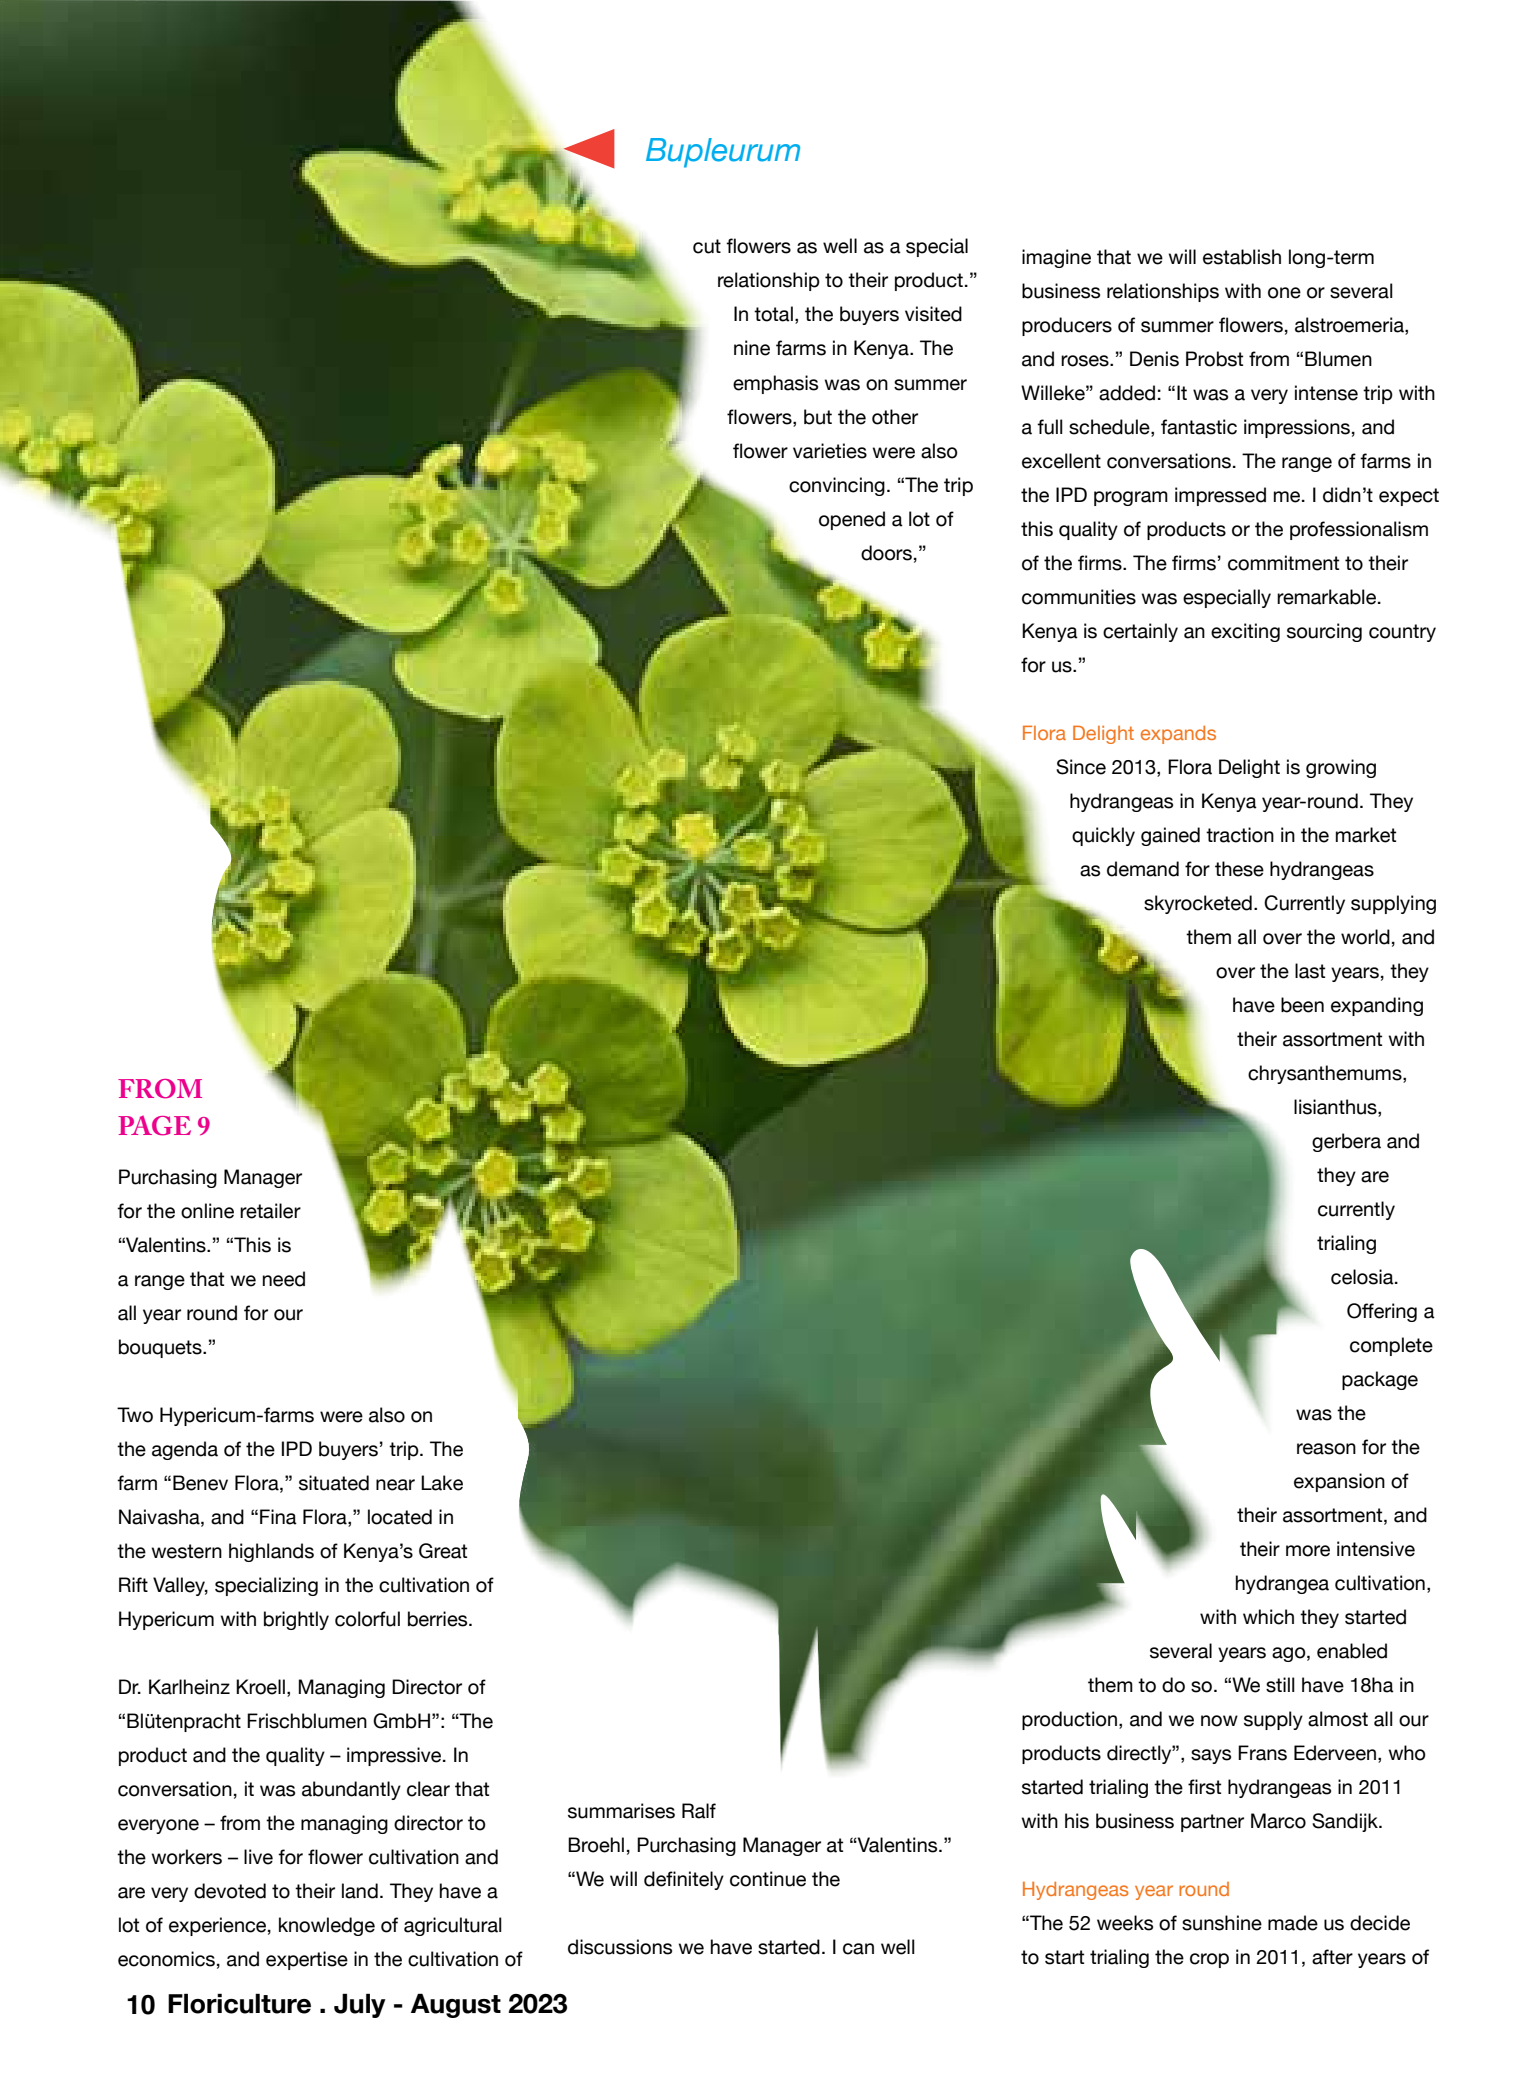 Bupleurum
FROM
PAGE 9
Purchasing Manager
for the online retailer
“Valentins.” “This is
a range that we need
all year round for our
bouquets.”
Two Hypericum-farms were also on
the agenda of the IPD buyers’ trip. The
farm “Benev Flora,” situated near Lake
Naivasha, and “Fina Flora,” located in
the western highlands of Kenya’s Great
Rift Valley, specializing in the cultivation of
Hypericum with brightly colorful berries.
Dr. Karlheinz Kroell, Managing Director of
“Blütenpracht Frischblumen GmbH”: “The
product and the quality – impressive. In
conversation, it was abundantly clear that
everyone – from the managing director to
the workers – live for flower cultivation and
are very devoted to their land. They have a
lot of experience, knowledge of agricultural
economics, and expertise in the cultivation of
cut flowers as well as a special
relationship to their product.”
In total, the buyers visited
nine farms in Kenya. The
emphasis was on summer
flowers, but the other
flower varieties were also
convincing. “The trip
opened a lot of
doors,”
summarises Ralf
Broehl, Purchasing Manager at “Valentins.”
“We will definitely continue the
discussions we have started. I can well
imagine that we will establish long-term
business relationships with one or several
producers of summer flowers, alstroemeria,
and roses.” Denis Probst from “Blumen
Willeke” added: “It was a very intense trip with
a full schedule, fantastic impressions, and
excellent conversations. The range of farms in
the IPD program impressed me. I didn’t expect
this quality of products or the professionalism
of the firms. The firms’ commitment to their
communities was especially remarkable.
Kenya is certainly an exciting sourcing country
for us.”
Flora Delight expands
Since 2013, Flora Delight is growing
hydrangeas in Kenya year-round. They
quickly gained traction in the market
as demand for these hydrangeas
skyrocketed. Currently supplying
them all over the world, and
over the last years, they
have been expanding
their assortment with
chrysanthemums,
lisianthus,
gerbera and
they are
currently
trialing
celosia.
Offering a
complete
package
was the
reason for the
expansion of
their assortment, and
their more intensive
hydrangea cultivation,
with which they started
several years ago, enabled
them to do so. “We still have 18ha in
production, and we now supply almost all our
products directly”, says Frans Ederveen, who
started trialing the first hydrangeas in 2011
with his business partner Marco Sandijk.
Hydrangeas year round
“The 52 weeks of sunshine made us decide
to start trialing the crop in 2011, after years of
10 Floriculture . July - August 2023